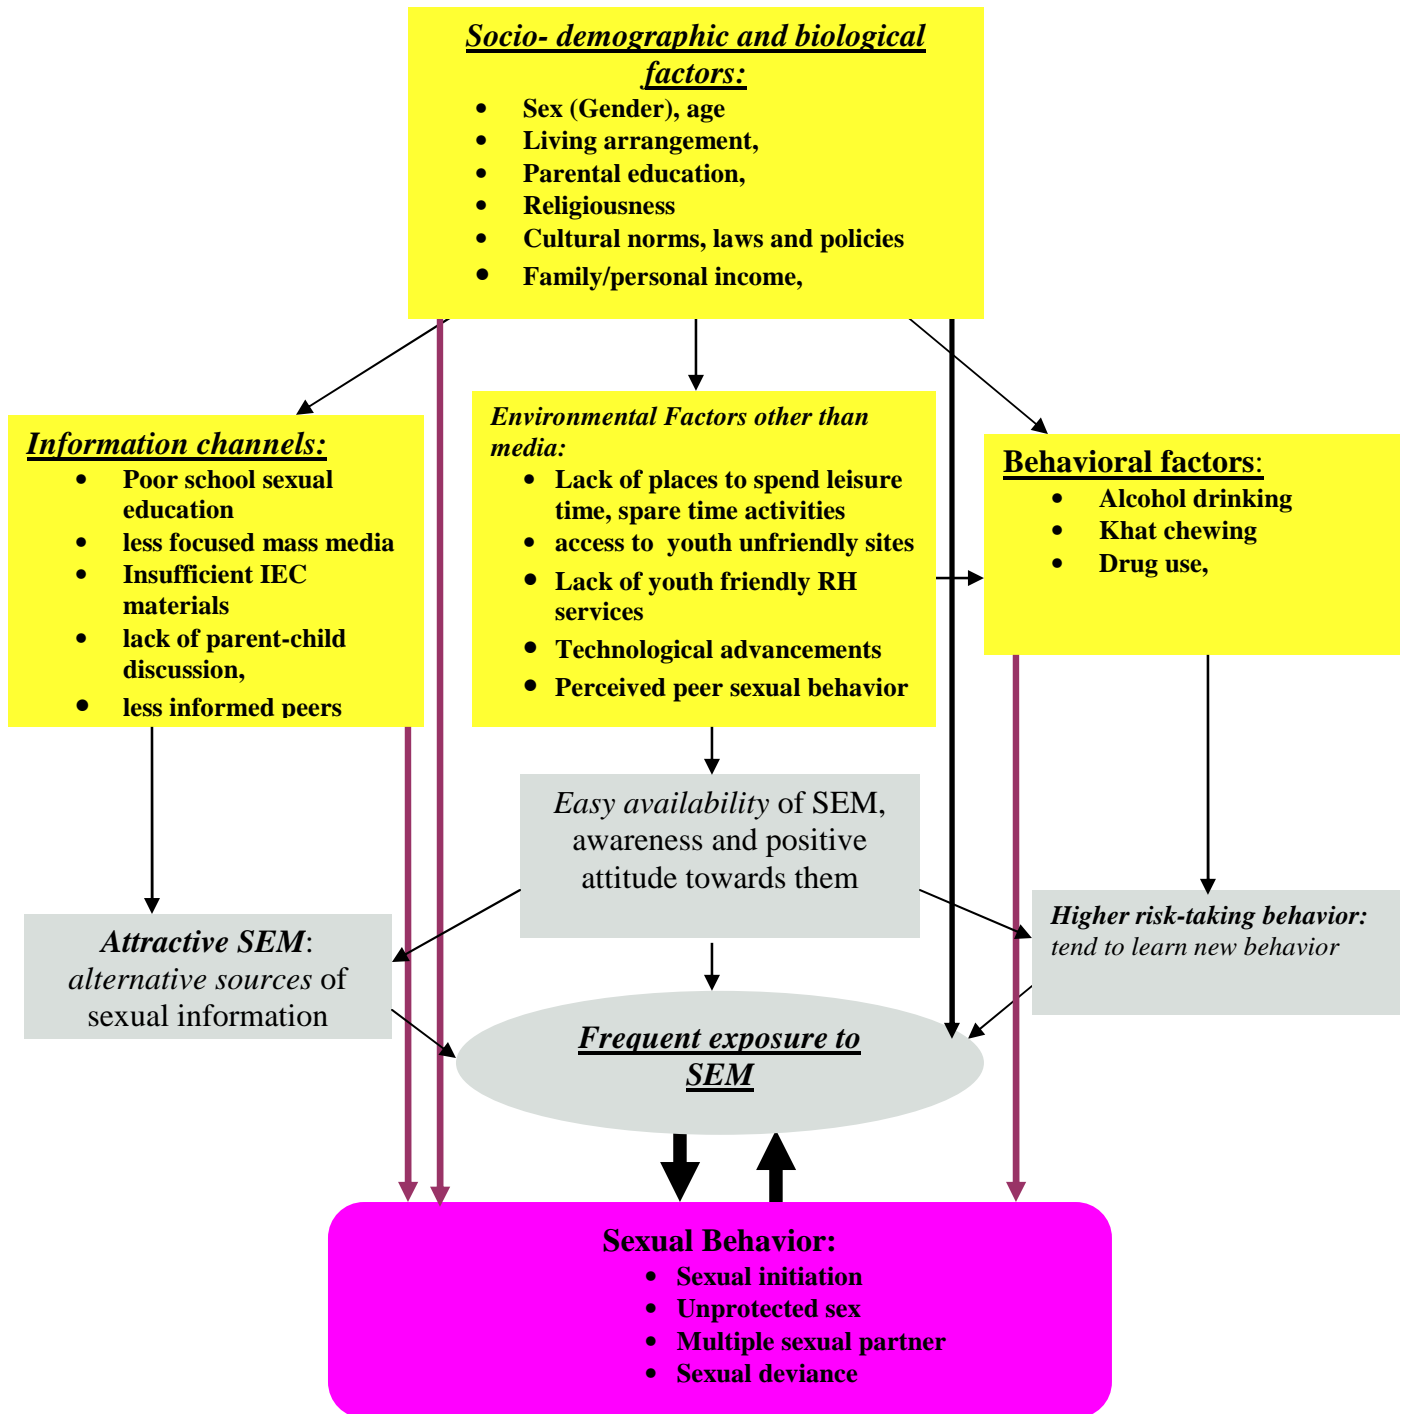 Socio- demographic and biological
factors:
• Sex (Gender), age
• Living arrangement,
• Parental education,
• Religiousness
• Cultural norms, laws and policies
• Family/personal income,
Information channels:
• Poor school sexual
education
• less focused mass media
• Insufficient IEC
materials
• lack of parent-child
discussion,
• less informed peers
Environmental Factors other than
media:
• Lack of places to spend leisure
time, spare time activities
• access to youth unfriendly sites
• Lack of youth friendly RH
services
• Technological advancements
• Perceived peer sexual behavior
Behavioral factors:
• Alcohol drinking
• Khat chewing
• Drug use,
Easy availability of SEM,
awareness and positive
attitude towards them
Attractive SEM:
alternative sources of
sexual information
Higher risk-taking behavior:
tend to learn new behavior
Frequent exposure to
SEM
Sexual Behavior:
• Sexual initiation
• Unprotected sex
• Multiple sexual partner
• Sexual deviance